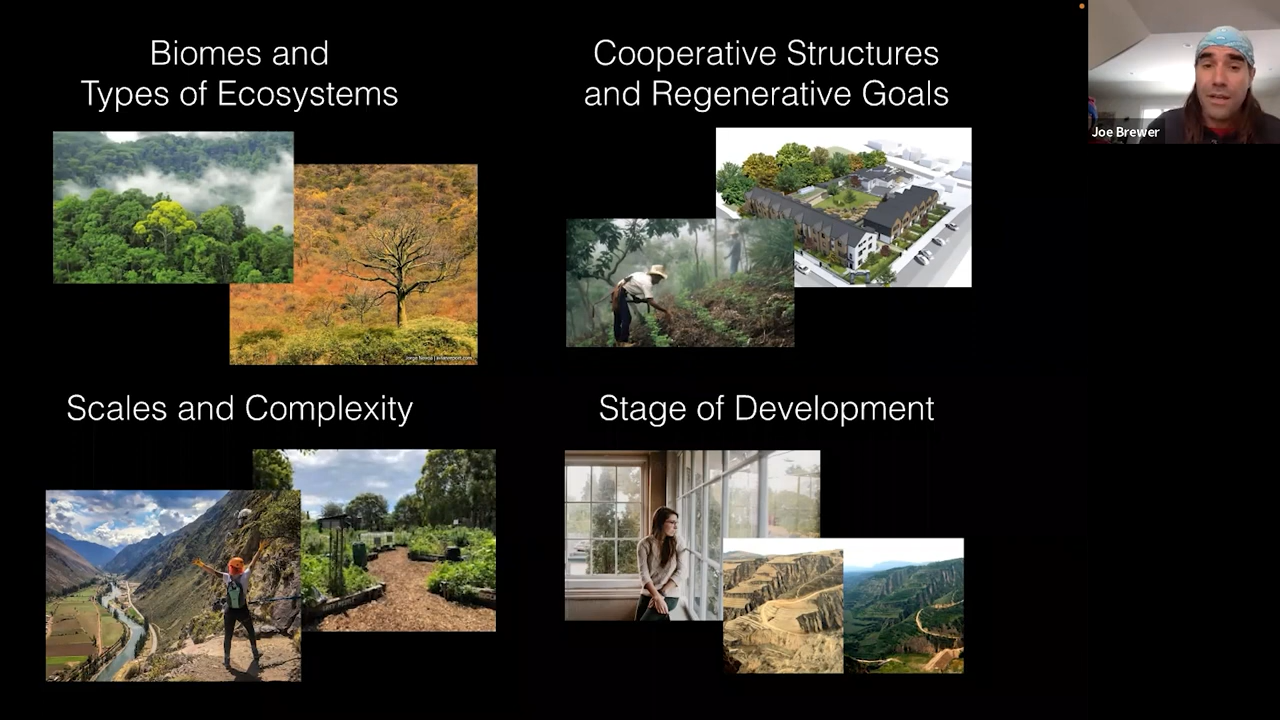 Biomes and
Types of Ecosystems
Cooperative Structures
and Regenerative Goals
Joe Brewer
Scales and Complexity
Stage of Development